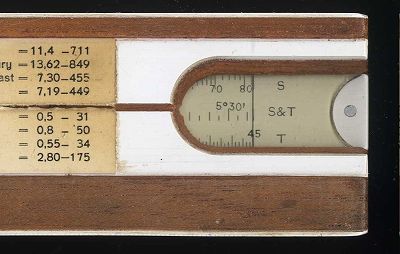 = 11,4 – 711
iry = 13,62 – 849
ast = 7.30 – 455
= 7,19 – 449
= 0,5 – 31
= 0,8 – 50
= 0,55 – 34
= 2.80 – 175
70 80 S
5°30' S&T
45 T